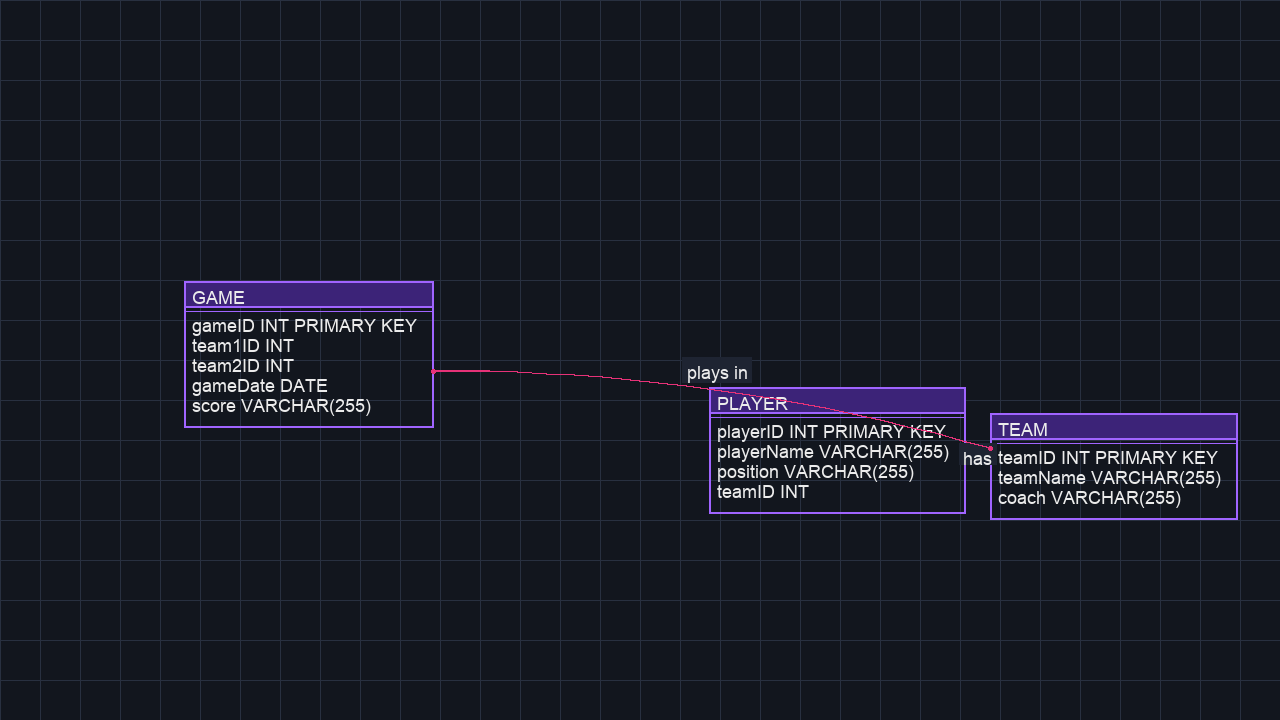 GAME
gameID INT PRIMARY KEY
team1ID INT
team2ID INT
gameDate DATE
score VARCHAR(255)
plays in
PLAYER
playerID INT PRIMARY KEY
playerName VARCHAR(255)
position VARCHAR(255)
teamID INT
has
TEAM
teamID INT PRIMARY KEY
teamName VARCHAR(255)
coach VARCHAR(255)